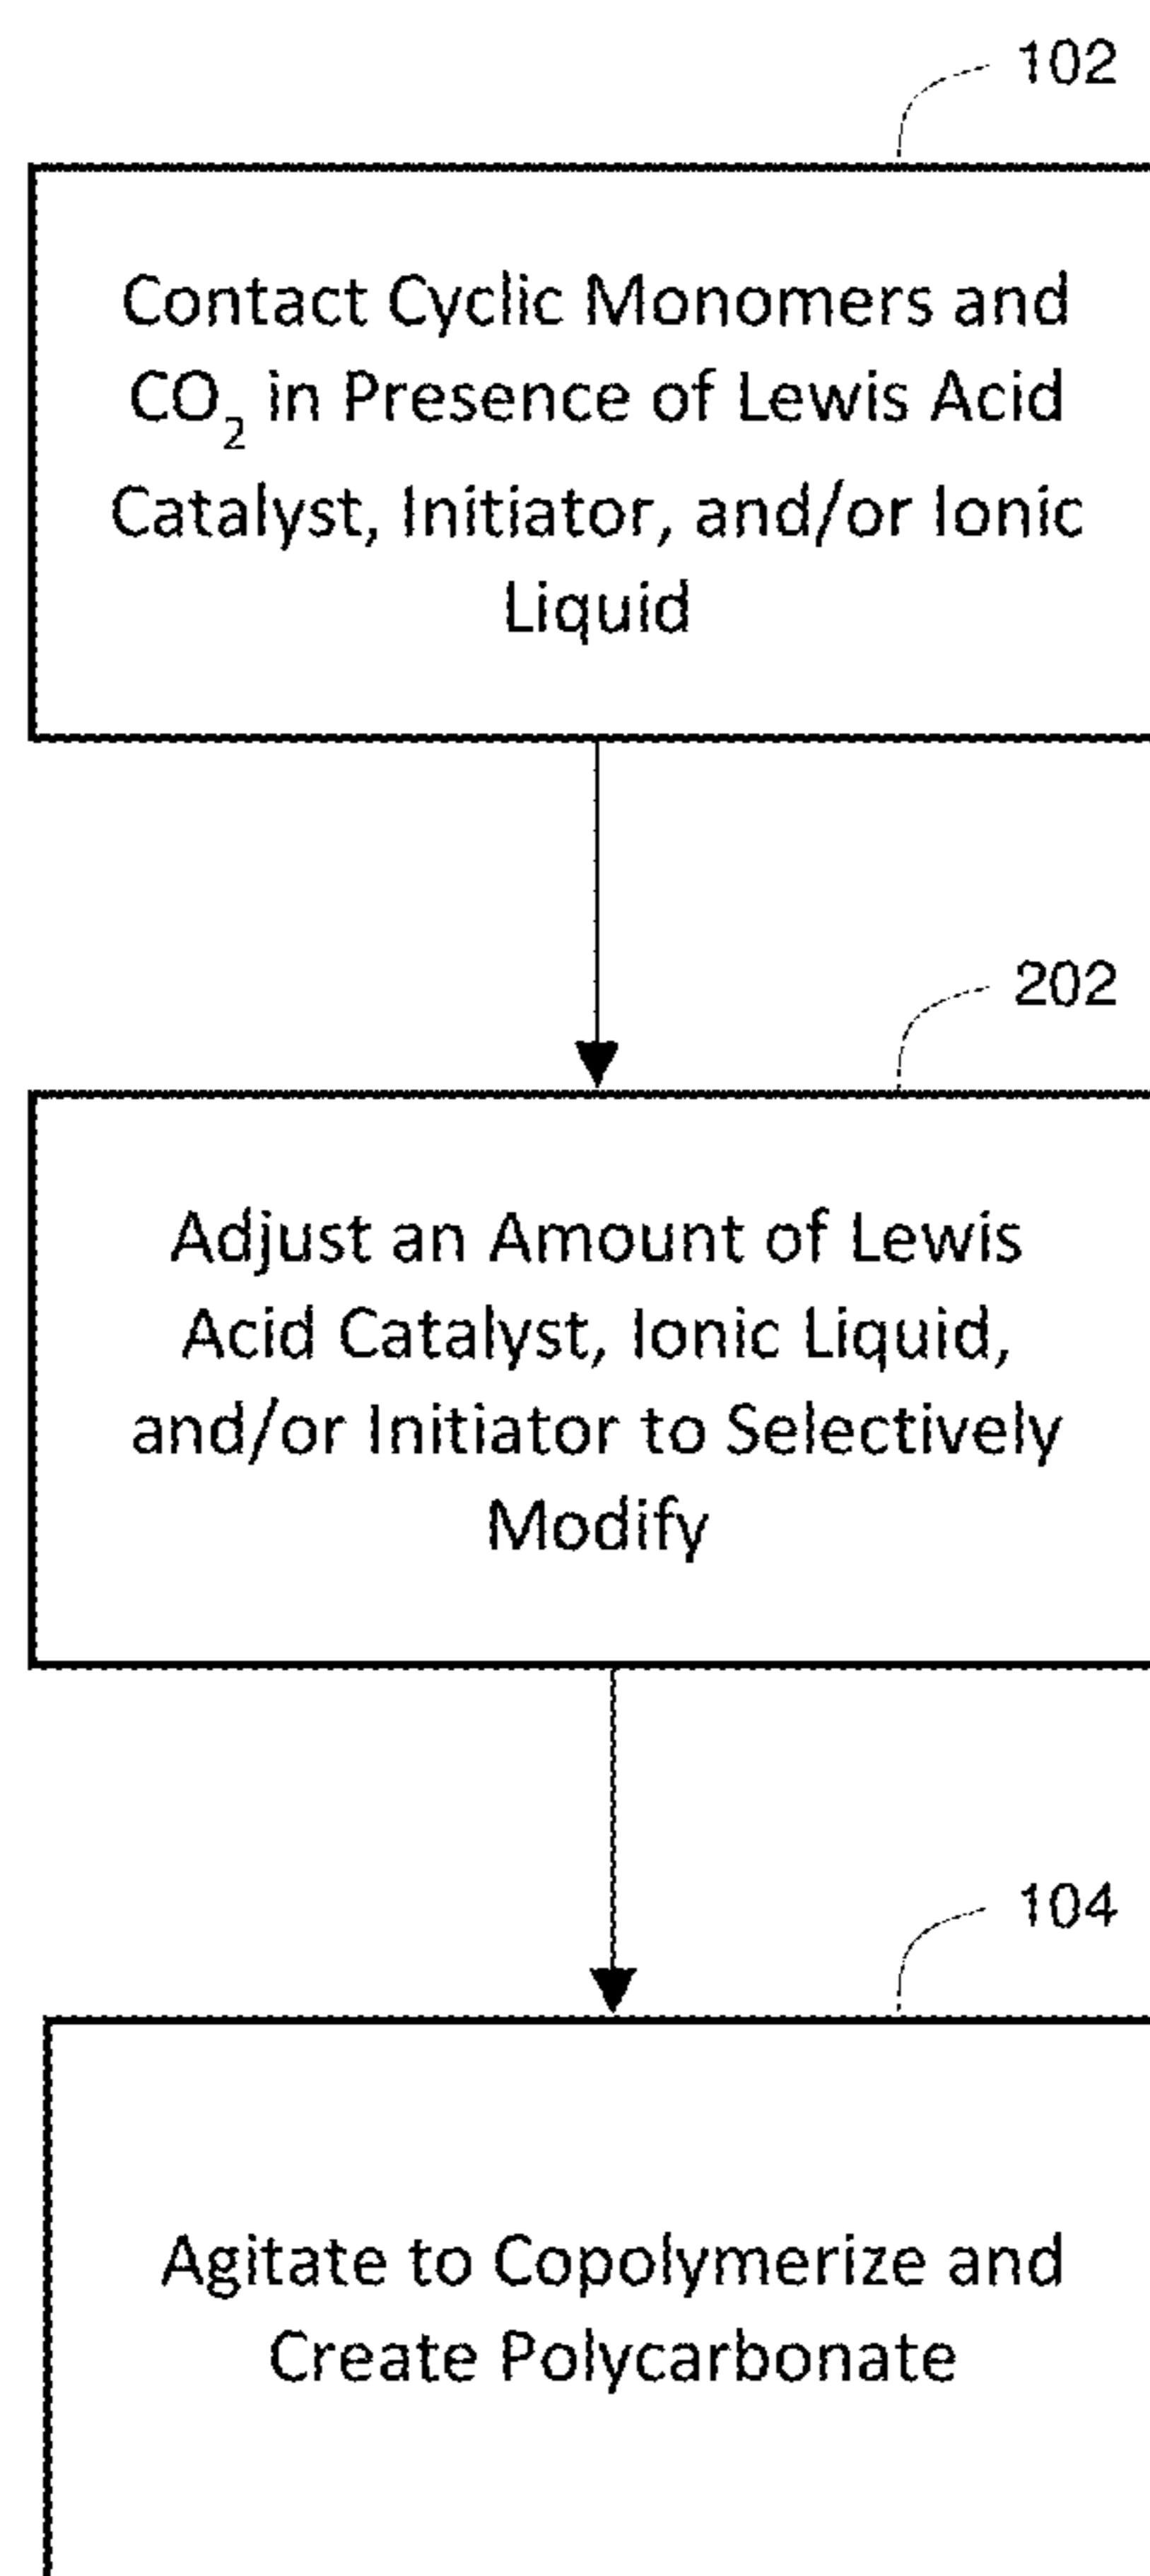 102
Contact Cyclic Monomers and
CO₂ in Presence of Lewis Acid
Catalyst, Initiator, and/or Ionic
Liquid
202
Adjust an Amount of Lewis
Acid Catalyst, Ionic Liquid,
and/or Initiator to Selectively
Modify
104
Agitate to Copolymerize and
Create Polycarbonate